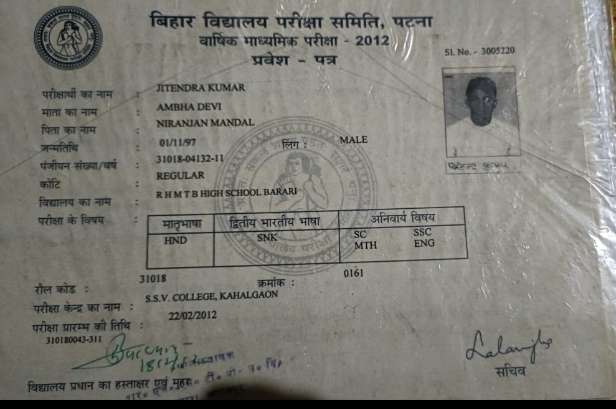 बिहार विद्यालय परीक्षा समिति, पटना
वार्षिक माध्यमिक परीक्षा - 2012
प्रवेश - पत्र
Sl. No. - 3005220
परीक्षार्थी का नाम : JITENDRA KUMAR
माता का नाम : AMBHA DEVI
पिता का नाम : NIRANJAN MANDAL
जन्मतिथि : 01/11/97 लिंग : MALE
पंजीयन संख्या/वर्ष : 31018-04132-11
कोटि : REGULAR
विद्यालय का नाम : R H M T B HIGH SCHOOL BARARI
परीक्षा के विषय :
मातृभाषा द्वितीय भारतीय भाषा अनिवार्य विषय
HND SNK SC SSC
MTH ENG
रौल कोड : 31018 क्रमांक : 0161
परीक्षा केन्द्र का नाम : S.S.V. COLLEGE, KAHALGAON
परीक्षा प्रारम्भ की तिथि : 22/02/2012
310180043-311
विद्यालय प्रधान का हस्ताक्षर एवं मुहर
सचिव